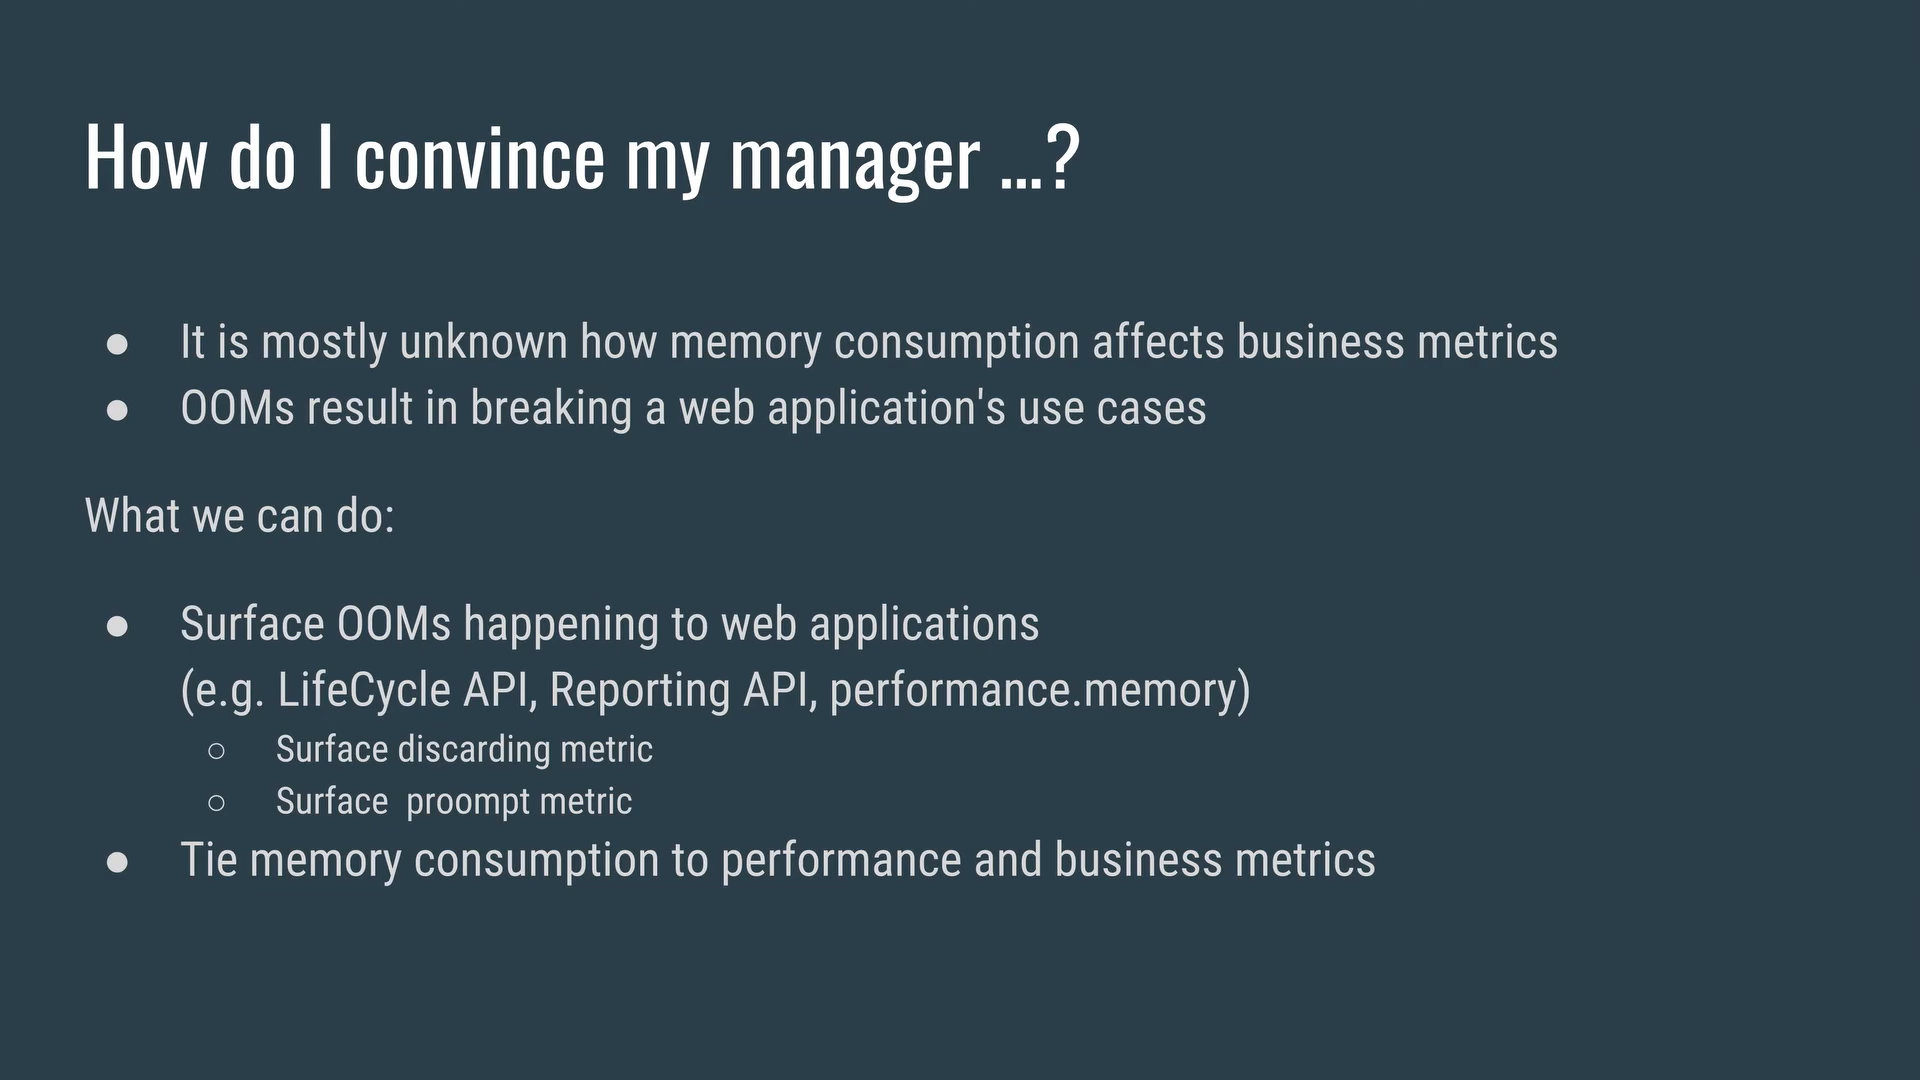 How do I convince my manager ...?
● It is mostly unknown how memory consumption affects business metrics
● OOMs result in breaking a web application's use cases
What we can do:
● Surface OOMs happening to web applications
(e.g. LifeCycle API, Reporting API, performance.memory)
○ Surface discarding metric
○ Surface  proompt metric
● Tie memory consumption to performance and business metrics